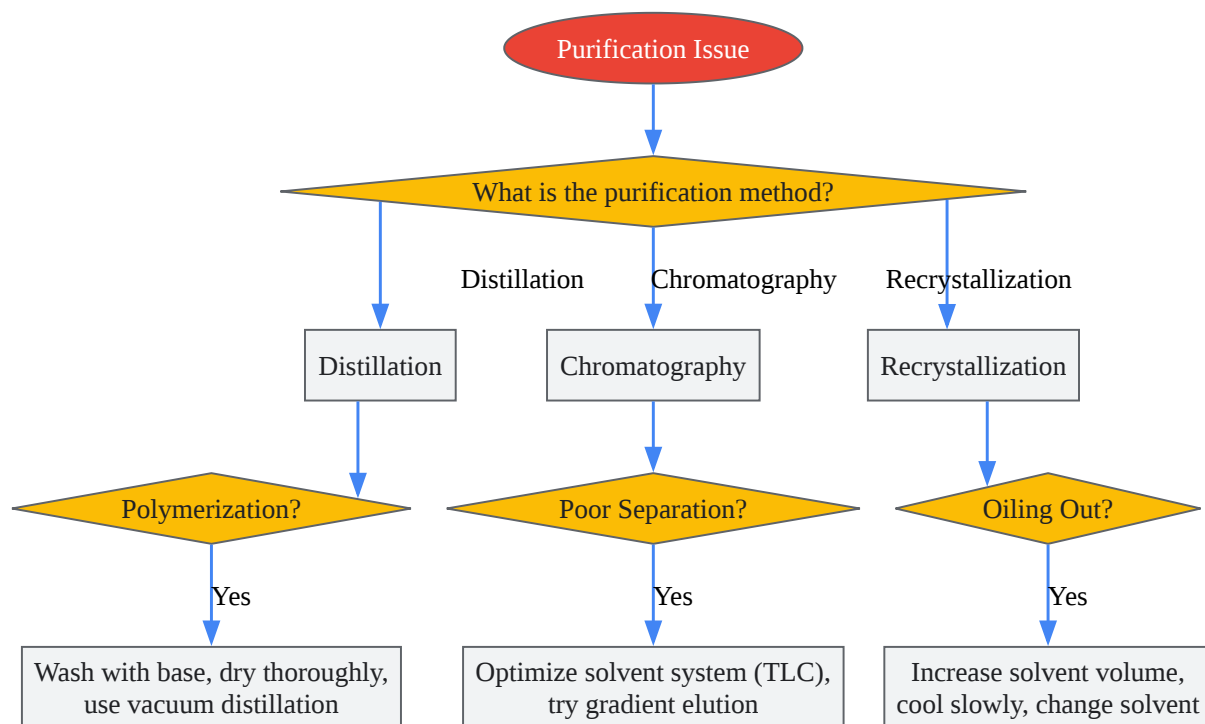 Purification Issue
What is the purification method?
Distillation
Chromatography
Recrystallization
Distillation
Chromatography
Recrystallization
Polymerization?
Poor Separation?
Oiling Out?
Yes
Yes
Yes
Wash with base, dry thoroughly,
use vacuum distillation
Optimize solvent system (TLC),
try gradient elution
Increase solvent volume,
cool slowly, change solvent